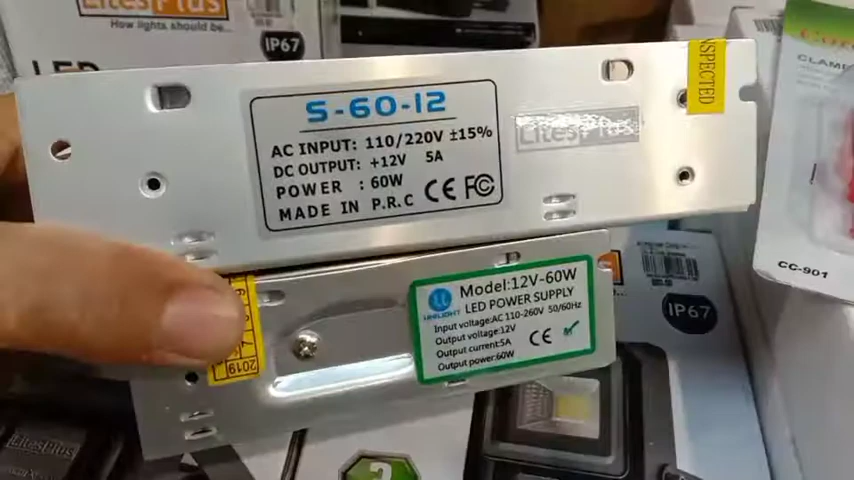 LitesPlus
How lights should be.
IP67
LED
S-60-12
AC INPUT: 110/220V ±15%
DC OUTPUT: +12V 5A
POWER : 60W
MADE IN P.R.C CE FC
LitesPlus
INSPECTED
CLAMP
CC-901
Model:12V-60W
LED POWER SUPPLY
Input voltage:AC 110-260V 50/60Hz
Output voltage:12V
Output current:5A
Output power:60W
CE
2019
IP67
LitesPlus
2